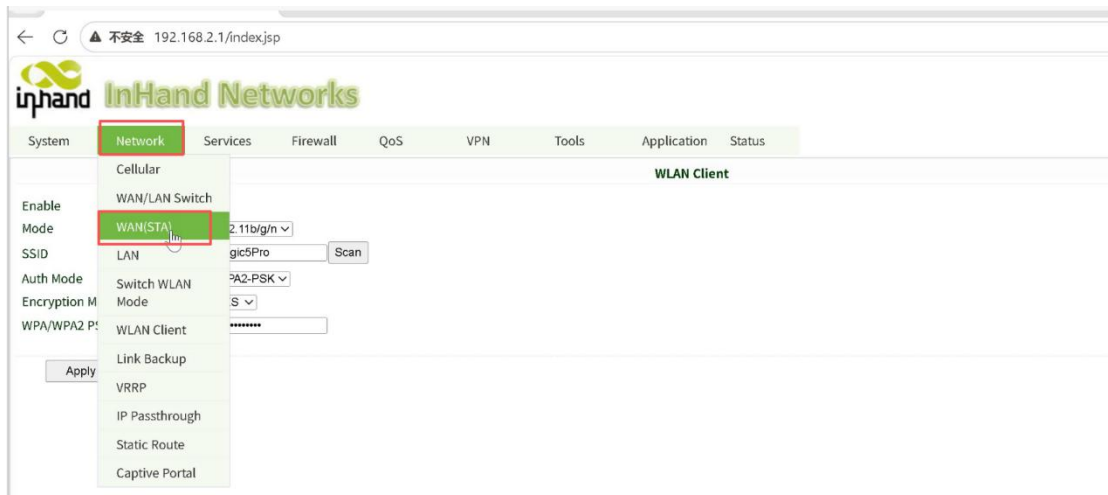 不安全 192.168.2.1/index.jsp
inhand InHand Networks
System Network Services Firewall QoS VPN Tools Application Status
WLAN Client
Cellular
WAN/LAN Switch
WAN(STA)
LAN
Switch WLAN
Mode
WLAN Client
Link Backup
VRRP
IP Passthrough
Static Route
Captive Portal
Enable
Mode 2.11b/g/n
SSID gic5Pro Scan
Auth Mode PA2-PSK
Encryption M ES
WPA/WPA2 PS
Apply